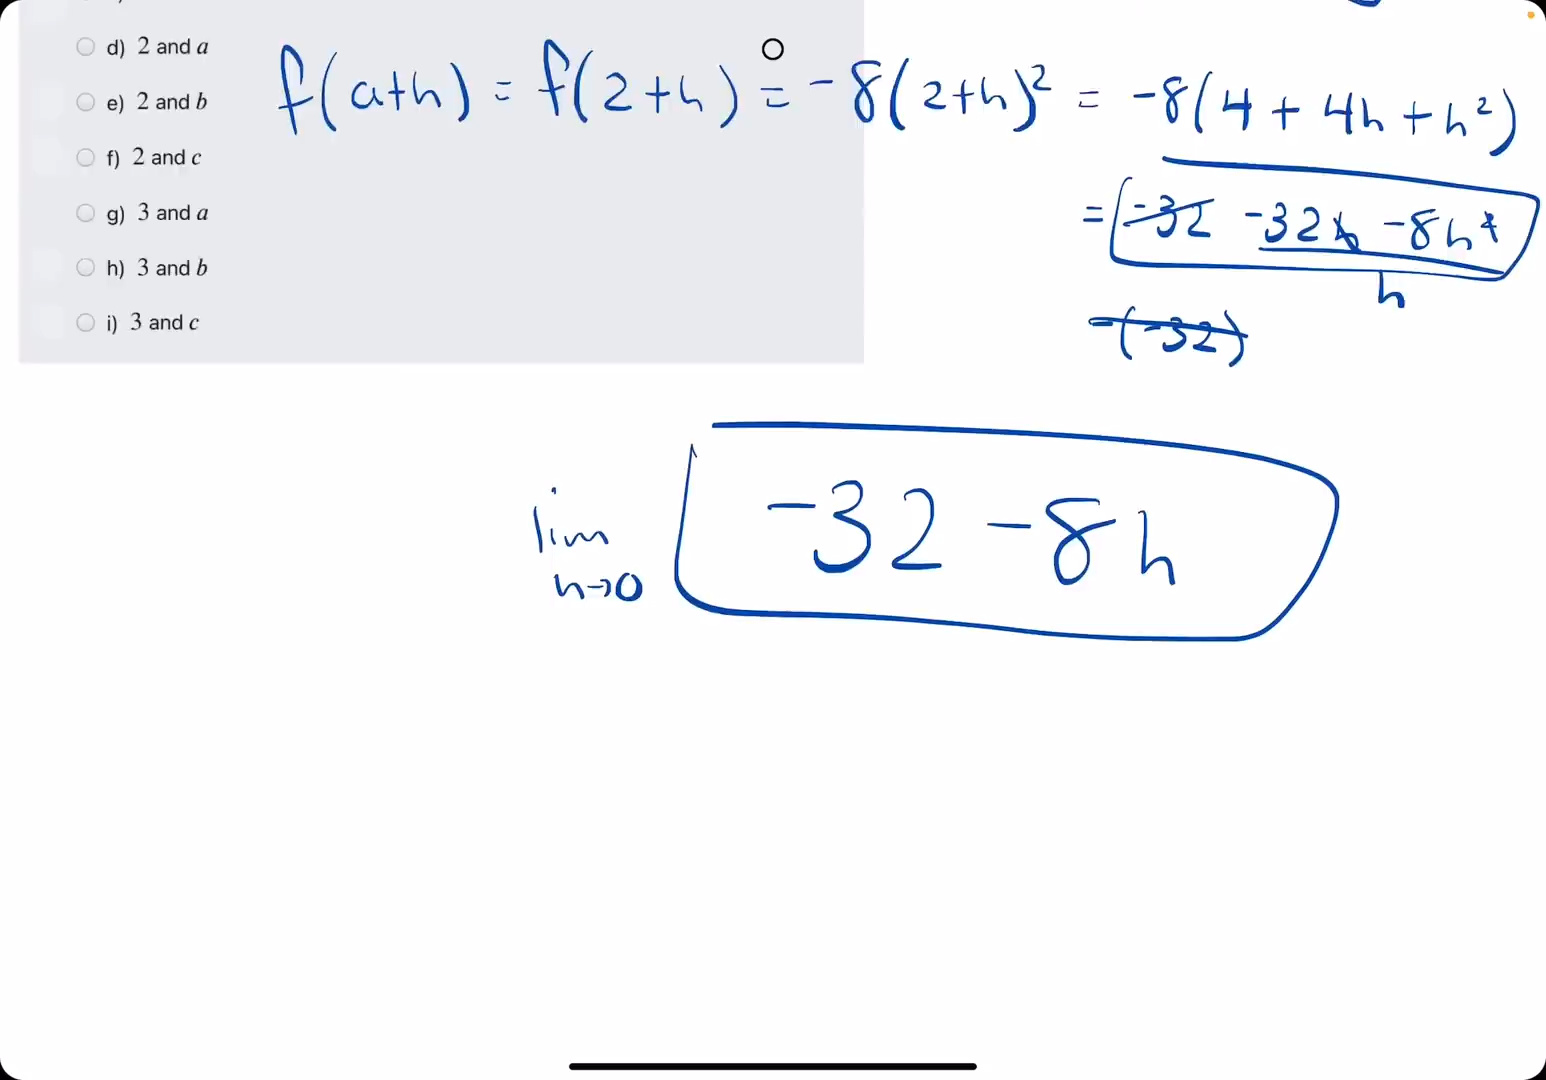 d) 2 and a
f(a+h) = f(2+h) = -8(2+h)² = -8(4 + 4h + h²)
e) 2 and b
f) 2 and c
g) 3 and a
= -32 -32h -8h²
h) 3 and b
h
i) 3 and c
-(-32)
-32 -8h
lim
h→0